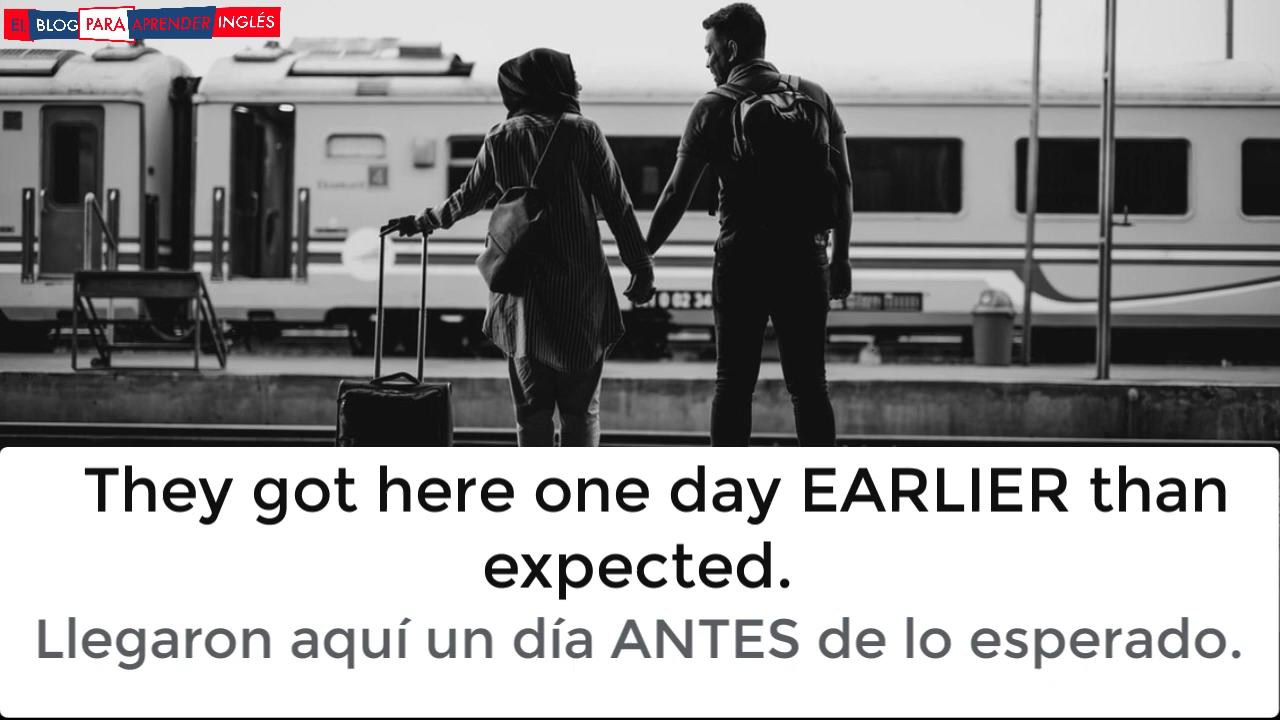 EL BLOG PARA APRENDER INGLÉS
They got here one day EARLIER than
expected.
Llegaron aquí un día ANTES de lo esperado.